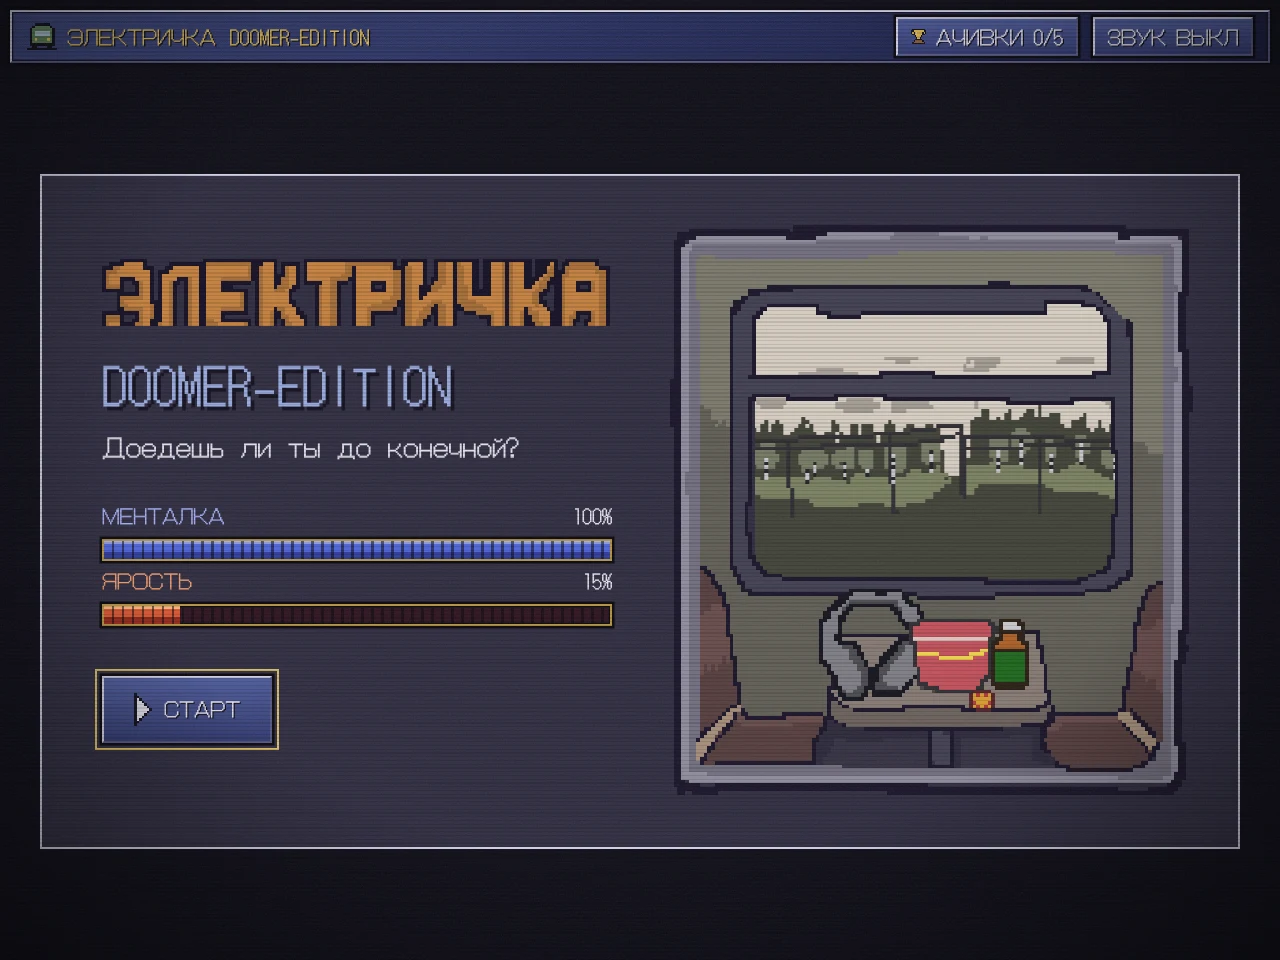 ЭЛЕКТРИЧКА DOOMER-EDITION
АЧИВКИ 0/5
ЗВУК ВЫКЛ
ЭЛЕКТРИЧКА
DOOMER-EDITION
Доедешь ли ты до конечной?
МЕНТАЛКА 100%
ЯРОСТЬ 15%
СТАРТ